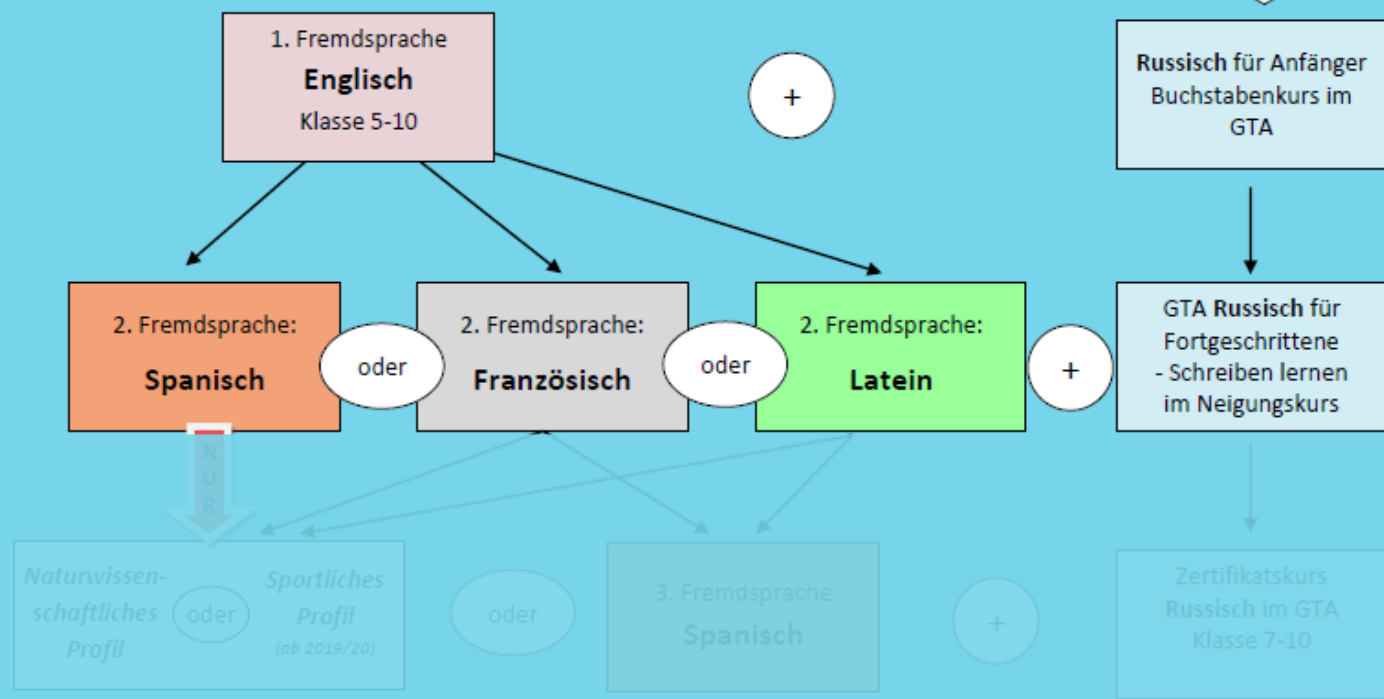 1. Fremdsprache
Englisch
Klasse 5-10
+
Russisch für Anfänger
Buchstabenkurs im
GTA
2. Fremdsprache:
Spanisch
oder
2. Fremdsprache:
Französisch
oder
2. Fremdsprache:
Latein
+
GTA Russisch für
Fortgeschrittene
- Schreiben lernen
im Neigungskurs
N
U
R
Naturwissen-
schaftliches
Profil
oder
Sportliches
Profil
(ab 2019/20)
oder
3. Fremdsprache
Spanisch
+
Zertifikatskurs
Russisch im GTA
Klasse 7-10